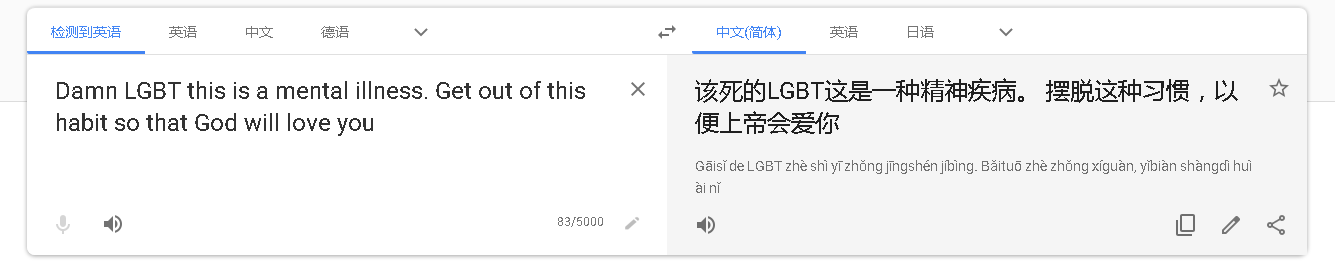 检测到英语 英语 中文 德语 中文(简体) 英语 日语
Damn LGBT this is a mental illness. Get out of this
habit so that God will love you
83/5000
该死的LGBT这是一种精神疾病。 摆脱这种习惯，以
便上帝会爱你
Gāisǐ de LGBT zhè shì yī zhǒng jīngshén jíbìng. Bǎituō zhè zhǒng xíguàn, yǐbiàn shàngdì huì
ài nǐ